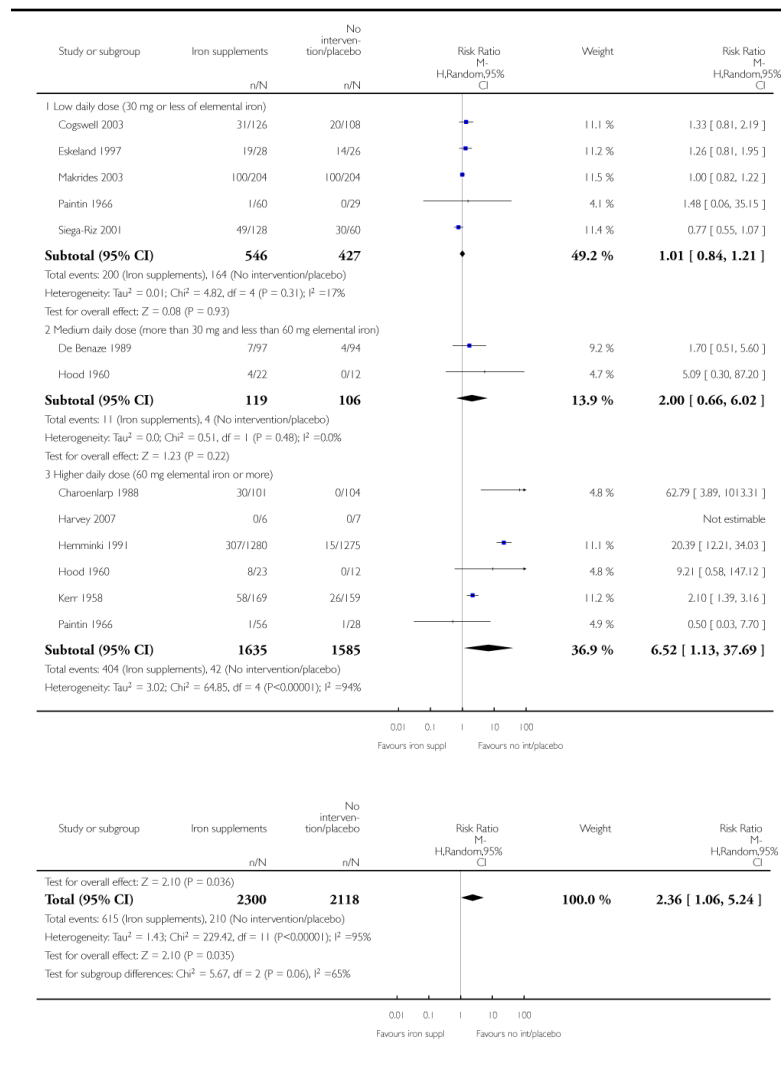 Study or subgroup Iron supplements No interven- tion/placebo Risk Ratio Weight Risk Ratio
n/N n/N M-H,Random,95% CI M-H,Random,95% CI
1 Low daily dose (30 mg or less of elemental iron)
Cogswell 2003 31/126 20/108 11.1 % 1.33 [ 0.81, 2.19 ]
Eskeland 1997 19/28 14/26 11.2 % 1.26 [ 0.81, 1.95 ]
Makrides 2003 100/204 100/204 11.5 % 1.00 [ 0.82, 1.22 ]
Paintin 1966 1/60 0/29 4.1 % 1.48 [ 0.06, 35.15 ]
Siega-Riz 2001 49/128 30/60 11.4 % 0.77 [ 0.55, 1.07 ]
Subtotal (95% CI) 546 427 49.2 % 1.01 [ 0.84, 1.21 ]
Total events: 200 (Iron supplements), 164 (No intervention/placebo)
Heterogeneity: Tau² = 0.01; Chi² = 4.82, df = 4 (P = 0.31); I² =17%
Test for overall effect: Z = 0.08 (P = 0.93)
2 Medium daily dose (more than 30 mg and less than 60 mg elemental iron)
De Benaze 1989 7/97 4/94 9.2 % 1.70 [ 0.51, 5.60 ]
Hood 1960 4/22 0/12 4.7 % 5.09 [ 0.30, 87.20 ]
Subtotal (95% CI) 119 106 13.9 % 2.00 [ 0.66, 6.02 ]
Total events: 11 (Iron supplements), 4 (No intervention/placebo)
Heterogeneity: Tau² = 0.0; Chi² = 0.51, df = 1 (P = 0.48); I² =0.0%
Test for overall effect: Z = 1.23 (P = 0.22)
3 Higher daily dose (60 mg elemental iron or more)
Charoenlarp 1988 30/101 0/104 4.8 % 62.79 [ 3.89, 1013.31 ]
Harvey 2007 0/6 0/7 Not estimable
Hemminki 1991 307/1280 15/1275 11.1 % 20.39 [ 12.21, 34.03 ]
Hood 1960 8/23 0/12 4.8 % 9.21 [ 0.58, 147.12 ]
Kerr 1958 58/169 26/159 11.2 % 2.10 [ 1.39, 3.16 ]
Paintin 1966 1/56 1/28 4.9 % 0.50 [ 0.03, 7.70 ]
Subtotal (95% CI) 1635 1585 36.9 % 6.52 [ 1.13, 37.69 ]
Total events: 404 (Iron supplements), 42 (No intervention/placebo)
Heterogeneity: Tau² = 3.02; Chi² = 64.85, df = 4 (P<0.00001); I² =94%
0.01 0.1 1 10 100
Favours iron suppl Favours no int/placebo
Study or subgroup Iron supplements No interven- tion/placebo Risk Ratio Weight Risk Ratio
n/N n/N M-H,Random,95% CI M-H,Random,95% CI
Test for overall effect: Z = 2.10 (P = 0.036)
Total (95% CI) 2300 2118 100.0 % 2.36 [ 1.06, 5.24 ]
Total events: 615 (Iron supplements), 210 (No intervention/placebo)
Heterogeneity: Tau² = 1.43; Chi² = 229.42, df = 11 (P<0.00001); I² =95%
Test for overall effect: Z = 2.10 (P = 0.035)
Test for subgroup differences: Chi² = 5.67, df = 2 (P = 0.06), I² =65%
0.01 0.1 1 10 100
Favours iron suppl Favours no int/placebo